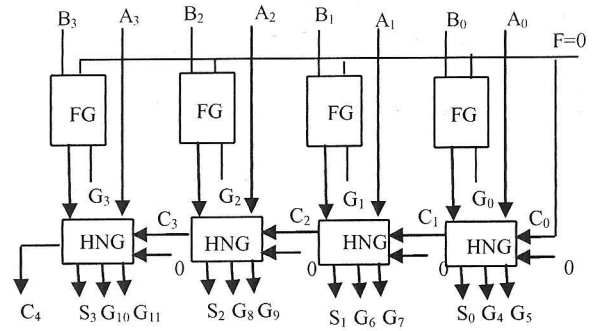 B₃ A₃ B₂ A₂ B₁ A₁ B₀ A₀
F=0
FG FG FG FG
G₃ G₂ G₁ G₀
C₃ C₂ C₁ C₀
HNG HNG HNG HNG
0 0 0 0
C₄ S₃ G₁₀ G₁₁ S₂ G₈ G₉ S₁ G₆ G₇ S₀ G₄ G₅